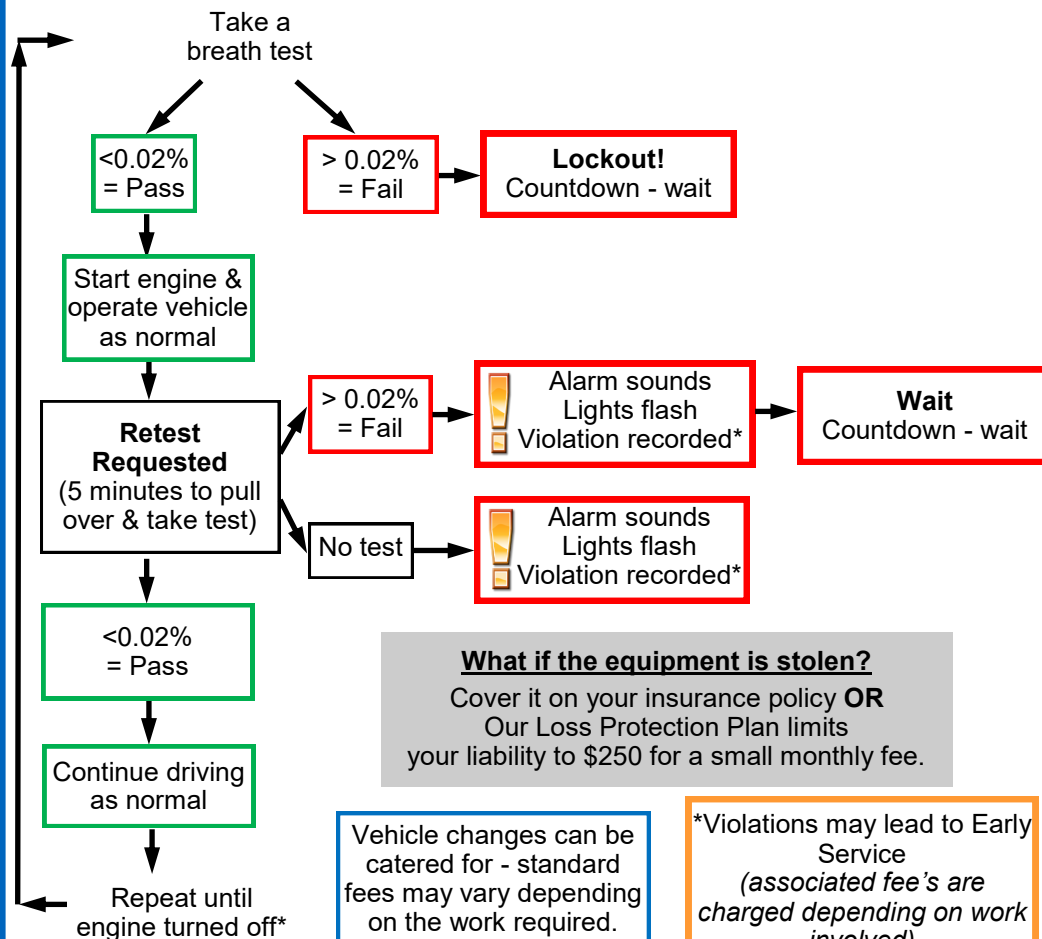 Take a
breath test
<0.02%
= Pass
> 0.02%
= Fail
Lockout!
Countdown - wait
Start engine &
operate vehicle
as normal
Retest
Requested
(5 minutes to pull
over & take test)
> 0.02%
= Fail
Alarm sounds
Lights flash
Violation recorded*
Wait
Countdown - wait
No test
Alarm sounds
Lights flash
Violation recorded*
<0.02%
= Pass
What if the equipment is stolen?
Cover it on your insurance policy OR
Our Loss Protection Plan limits
your liability to $250 for a small monthly fee.
Continue driving
as normal
Repeat until
engine turned off*
Vehicle changes can be
catered for - standard
fees may vary depending
on the work required.
*Violations may lead to Early
Service
(associated fee's are
charged depending on work
involved)